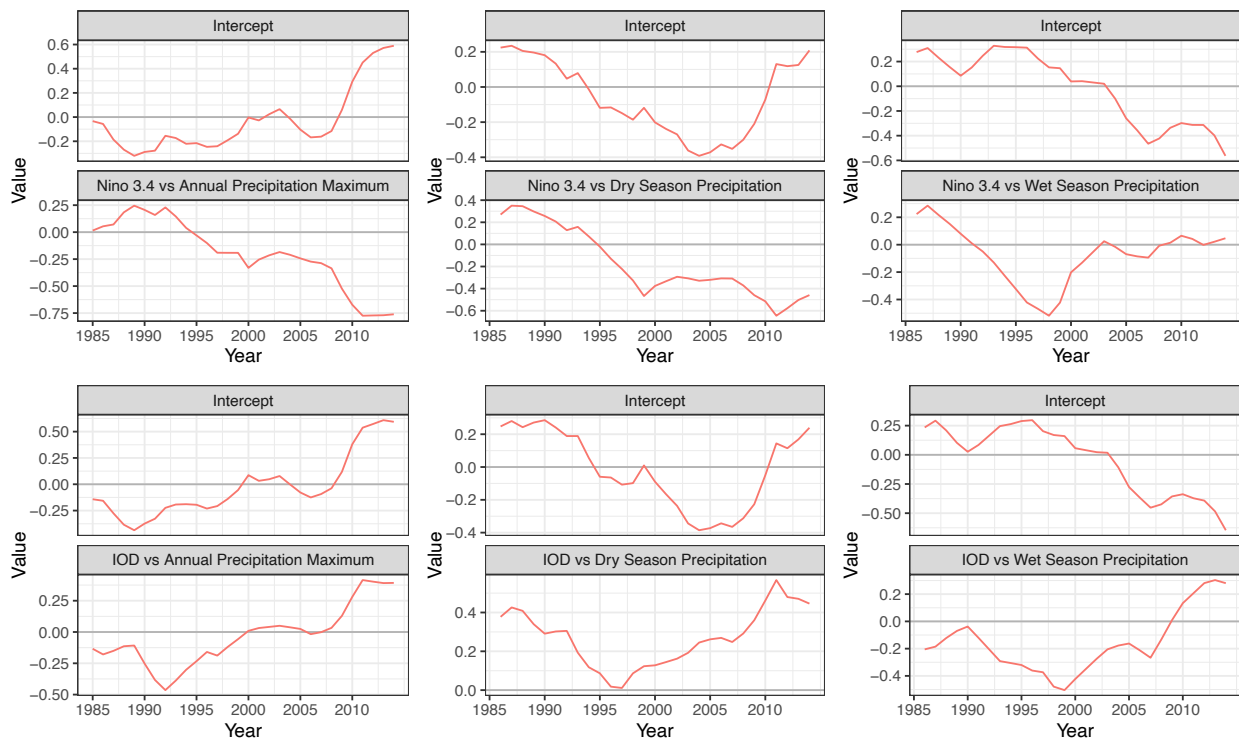 Intercept
0.6
0.4
0.2
0.0
−0.2
Value
Nino 3.4 vs Annual Precipitation Maximum
0.25
0.00
−0.25
−0.50
−0.75
1985 1990 1995 2000 2005 2010
Year
Intercept
0.2
0.0
−0.2
−0.4
Value
Nino 3.4 vs Dry Season Precipitation
0.4
0.2
0.0
−0.2
−0.4
−0.6
1985 1990 1995 2000 2005 2010
Year
Intercept
0.2
0.0
−0.2
−0.4
−0.6
Value
Nino 3.4 vs Wet Season Precipitation
0.2
0.0
−0.2
−0.4
1985 1990 1995 2000 2005 2010
Year
Intercept
0.50
0.25
0.00
−0.25
Value
IOD vs Annual Precipitation Maximum
0.25
0.00
−0.25
−0.50
1985 1990 1995 2000 2005 2010
Year
Intercept
0.2
0.0
−0.2
−0.4
Value
IOD vs Dry Season Precipitation
0.4
0.2
0.0
1985 1990 1995 2000 2005 2010
Year
Intercept
0.25
0.00
−0.25
−0.50
Value
IOD vs Wet Season Precipitation
0.2
0.0
−0.2
−0.4
1985 1990 1995 2000 2005 2010
Year